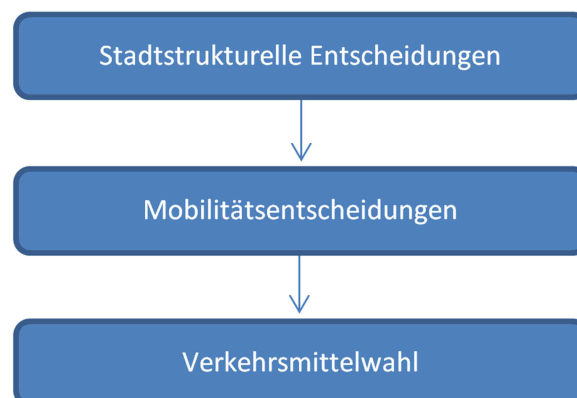 Stadtstrukturelle Entscheidungen
Mobilitätsentscheidungen
Verkehrsmittelwahl